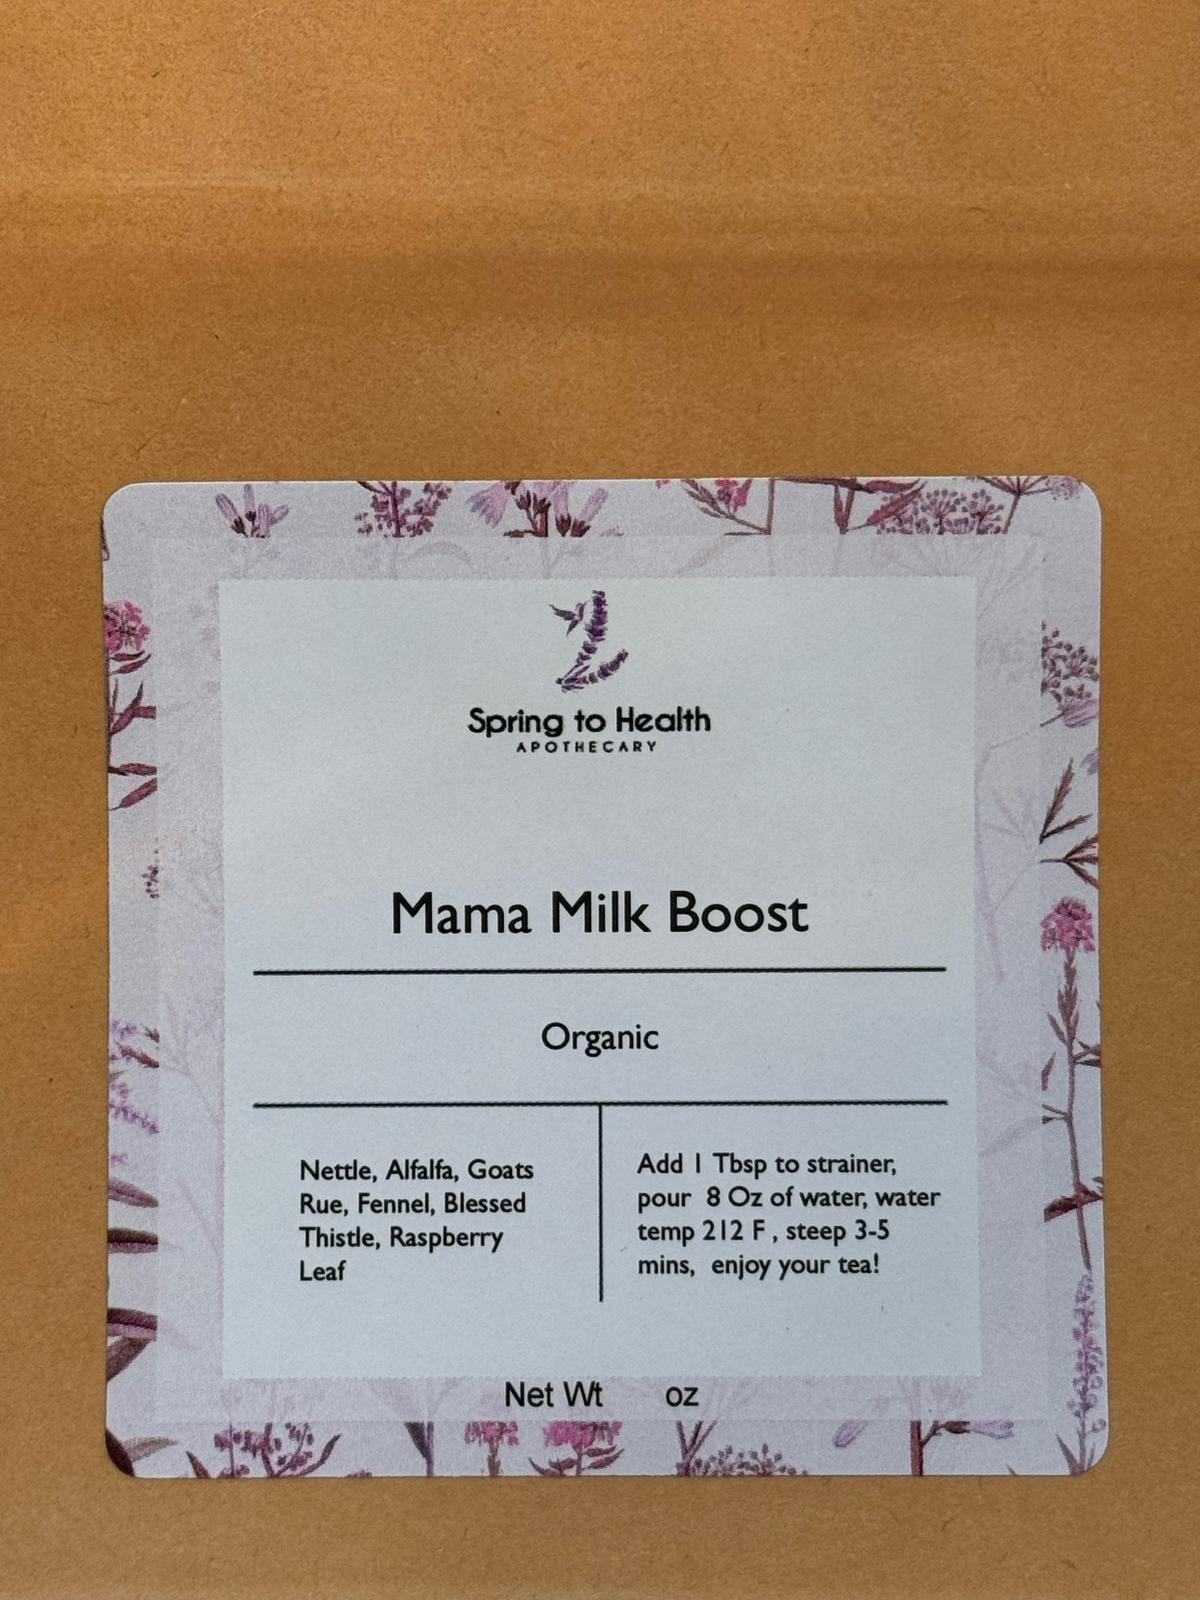 Spring to Health
APOTHECARY
Mama Milk Boost
Organic
Nettle, Alfalfa, Goats
Rue, Fennel, Blessed
Thistle, Raspberry
Leaf
Add 1 Tbsp to strainer,
pour 8 Oz of water, water
temp 212 F , steep 3-5
mins, enjoy your tea!
Net Wt oz